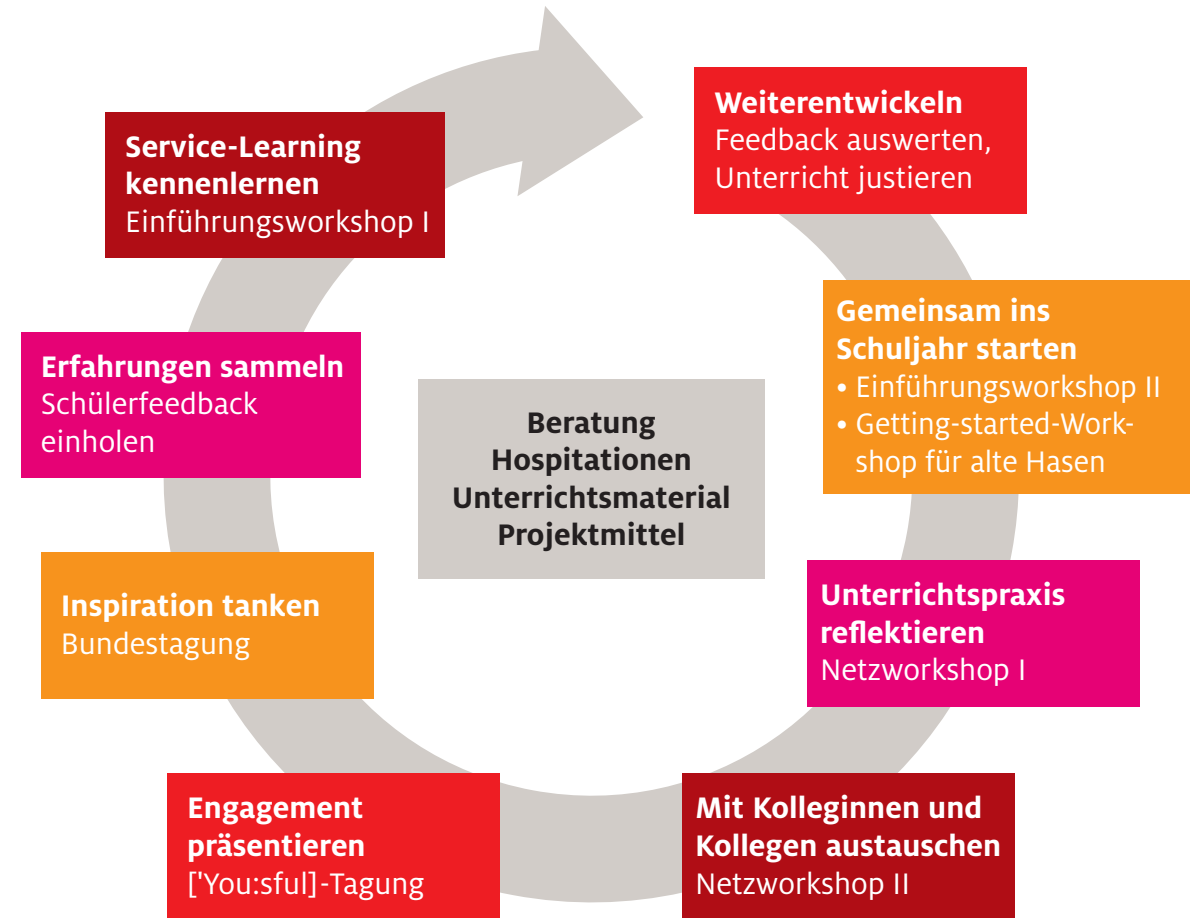 Service-Learning
kennenlernen
Einführungsworkshop I
Weiterentwickeln
Feedback auswerten,
Unterricht justieren
Gemeinsam ins
Schuljahr starten
• Einführungsworkshop II
• Getting-started-Work-
shop für alte Hasen
Unterrichtspraxis
reflektieren
Netzworkshop I
Mit Kolleginnen und
Kollegen austauschen
Netzworkshop II
Engagement
präsentieren
['You:sful]-Tagung
Inspiration tanken
Bundestagung
Erfahrungen sammeln
Schülerfeedback
einholen
Beratung
Hospitationen
Unterrichtsmaterial
Projektmittel